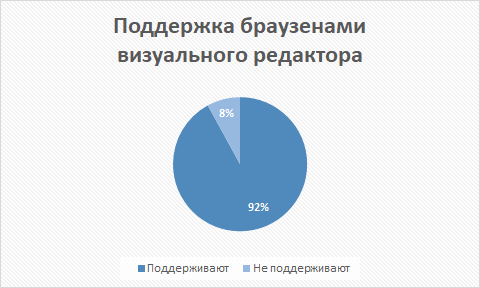 Поддержка браузенами
визуального редактора
8%
92%
Поддерживают Не поддерживают